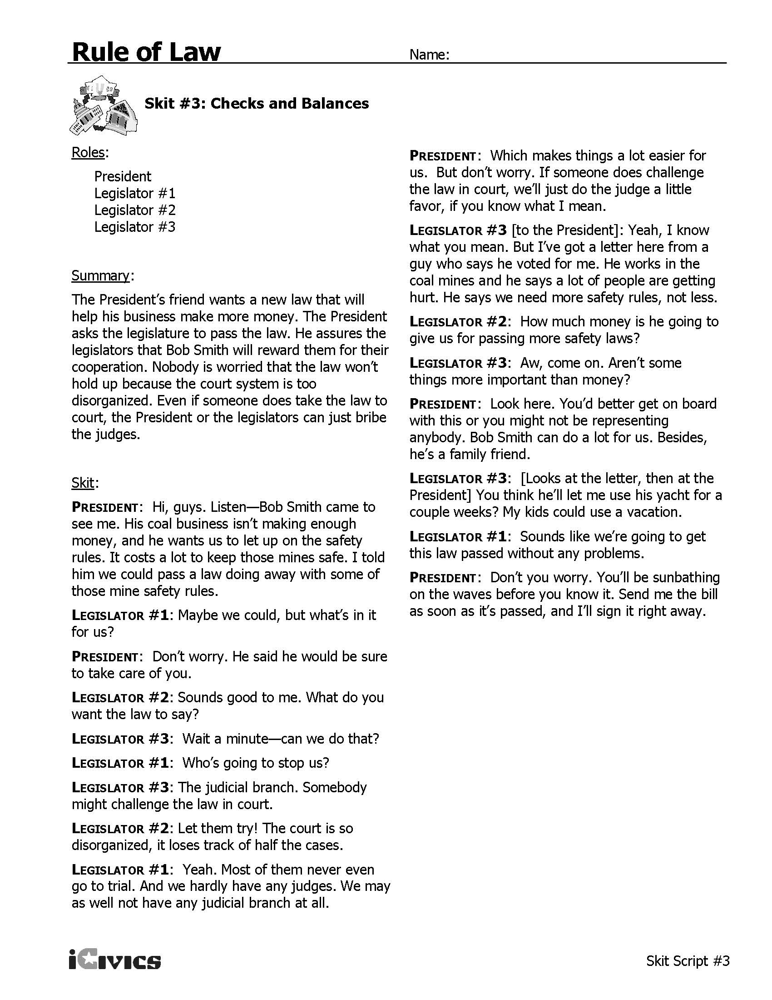 Rule of Law
Name:
Skit #3: Checks and Balances
Roles:
President
Legislator #1
Legislator #2
Legislator #3
Summary:
The President’s friend wants a new law that will
help his business make more money. The President
asks the legislature to pass the law. He assures the
legislators that Bob Smith will reward them for their
cooperation. Nobody is worried that the law won’t
hold up because the court system is too
disorganized. Even if someone does take the law to
court, the President or the legislators can just bribe
the judges.
Skit:
PRESIDENT: Hi, guys. Listen—Bob Smith came to
see me. His coal business isn’t making enough
money, and he wants us to let up on the safety
rules. It costs a lot to keep those mines safe. I told
him we could pass a law doing away with some of
those mine safety rules.
LEGISLATOR #1: Maybe we could, but what’s in it
for us?
PRESIDENT: Don’t worry. He said he would be sure
to take care of you.
LEGISLATOR #2: Sounds good to me. What do you
want the law to say?
LEGISLATOR #3: Wait a minute—can we do that?
LEGISLATOR #1: Who’s going to stop us?
LEGISLATOR #3: The judicial branch. Somebody
might challenge the law in court.
LEGISLATOR #2: Let them try! The court is so
disorganized, it loses track of half the cases.
LEGISLATOR #1: Yeah. Most of them never even
go to trial. And we hardly have any judges. We may
as well not have any judicial branch at all.
PRESIDENT: Which makes things a lot easier for
us. But don’t worry. If someone does challenge
the law in court, we’ll just do the judge a little
favor, if you know what I mean.
LEGISLATOR #3 [to the President]: Yeah, I know
what you mean. But I’ve got a letter here from a
guy who says he voted for me. He works in the
coal mines and he says a lot of people are getting
hurt. He says we need more safety rules, not less.
LEGISLATOR #2: How much money is he going to
give us for passing more safety laws?
LEGISLATOR #3: Aw, come on. Aren’t some
things more important than money?
PRESIDENT: Look here. You’d better get on board
with this or you might not be representing
anybody. Bob Smith can do a lot for us. Besides,
he’s a family friend.
LEGISLATOR #3: [Looks at the letter, then at the
President] You think he’ll let me use his yacht for a
couple weeks? My kids could use a vacation.
LEGISLATOR #1: Sounds like we’re going to get
this law passed without any problems.
PRESIDENT: Don’t you worry. You’ll be sunbathing
on the waves before you know it. Send me the bill
as soon as it’s passed, and I’ll sign it right away.
iCivics
Skit Script #3